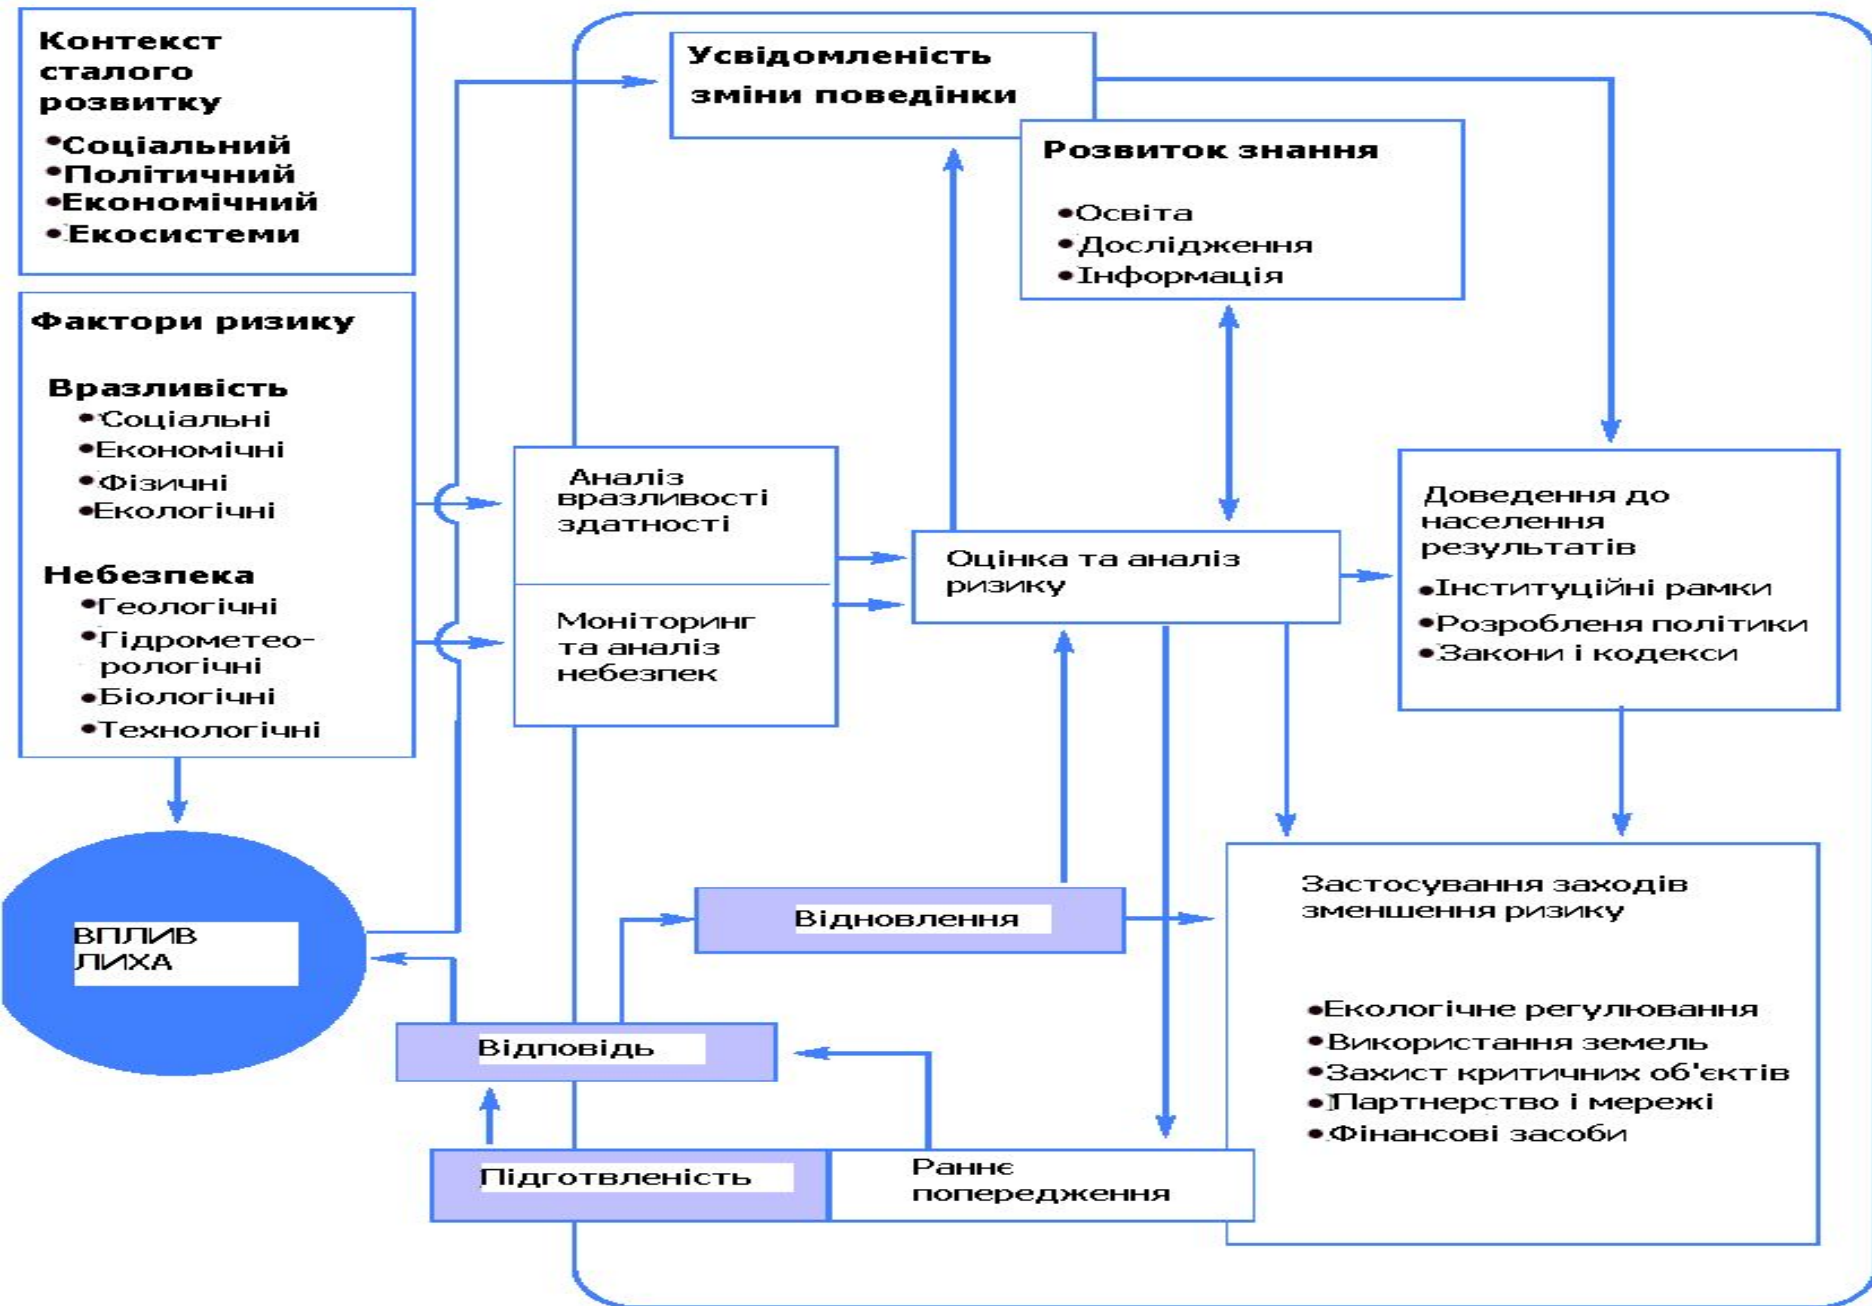 Контекст
сталого
розвитку
•Соціальний
•Політичний
•Економічний
•Екосистеми
Фактори ризику
Вразливість
•Соціальні
•Економічні
•Фізичні
•Екологічні
Небезпека
•Геологічні
•Гідрометео-
рологічні
•Біологічні
•Технологічні
ВПЛИВ
ЛИХА
Усвідомленість
зміни поведінки
Розвиток знання
•Освіта
•Дослідження
•Інформація
Аналіз
вразливості
здатності
Моніторинг
та аналіз
небезпек
Оцінка та аналіз
ризику
Доведення до
населення
результатів
•Інституційні рамки
•Розробленя політики
•Закони і кодекси
Відновлення
Відповідь
Підготвленість
Раннє
попередження
Застосування заходів
зменшення ризику
•Екологічне регулювання
•Використання земель
•Захист критичних об'єктів
•Партнерство і мережі
•Фінансові засоби